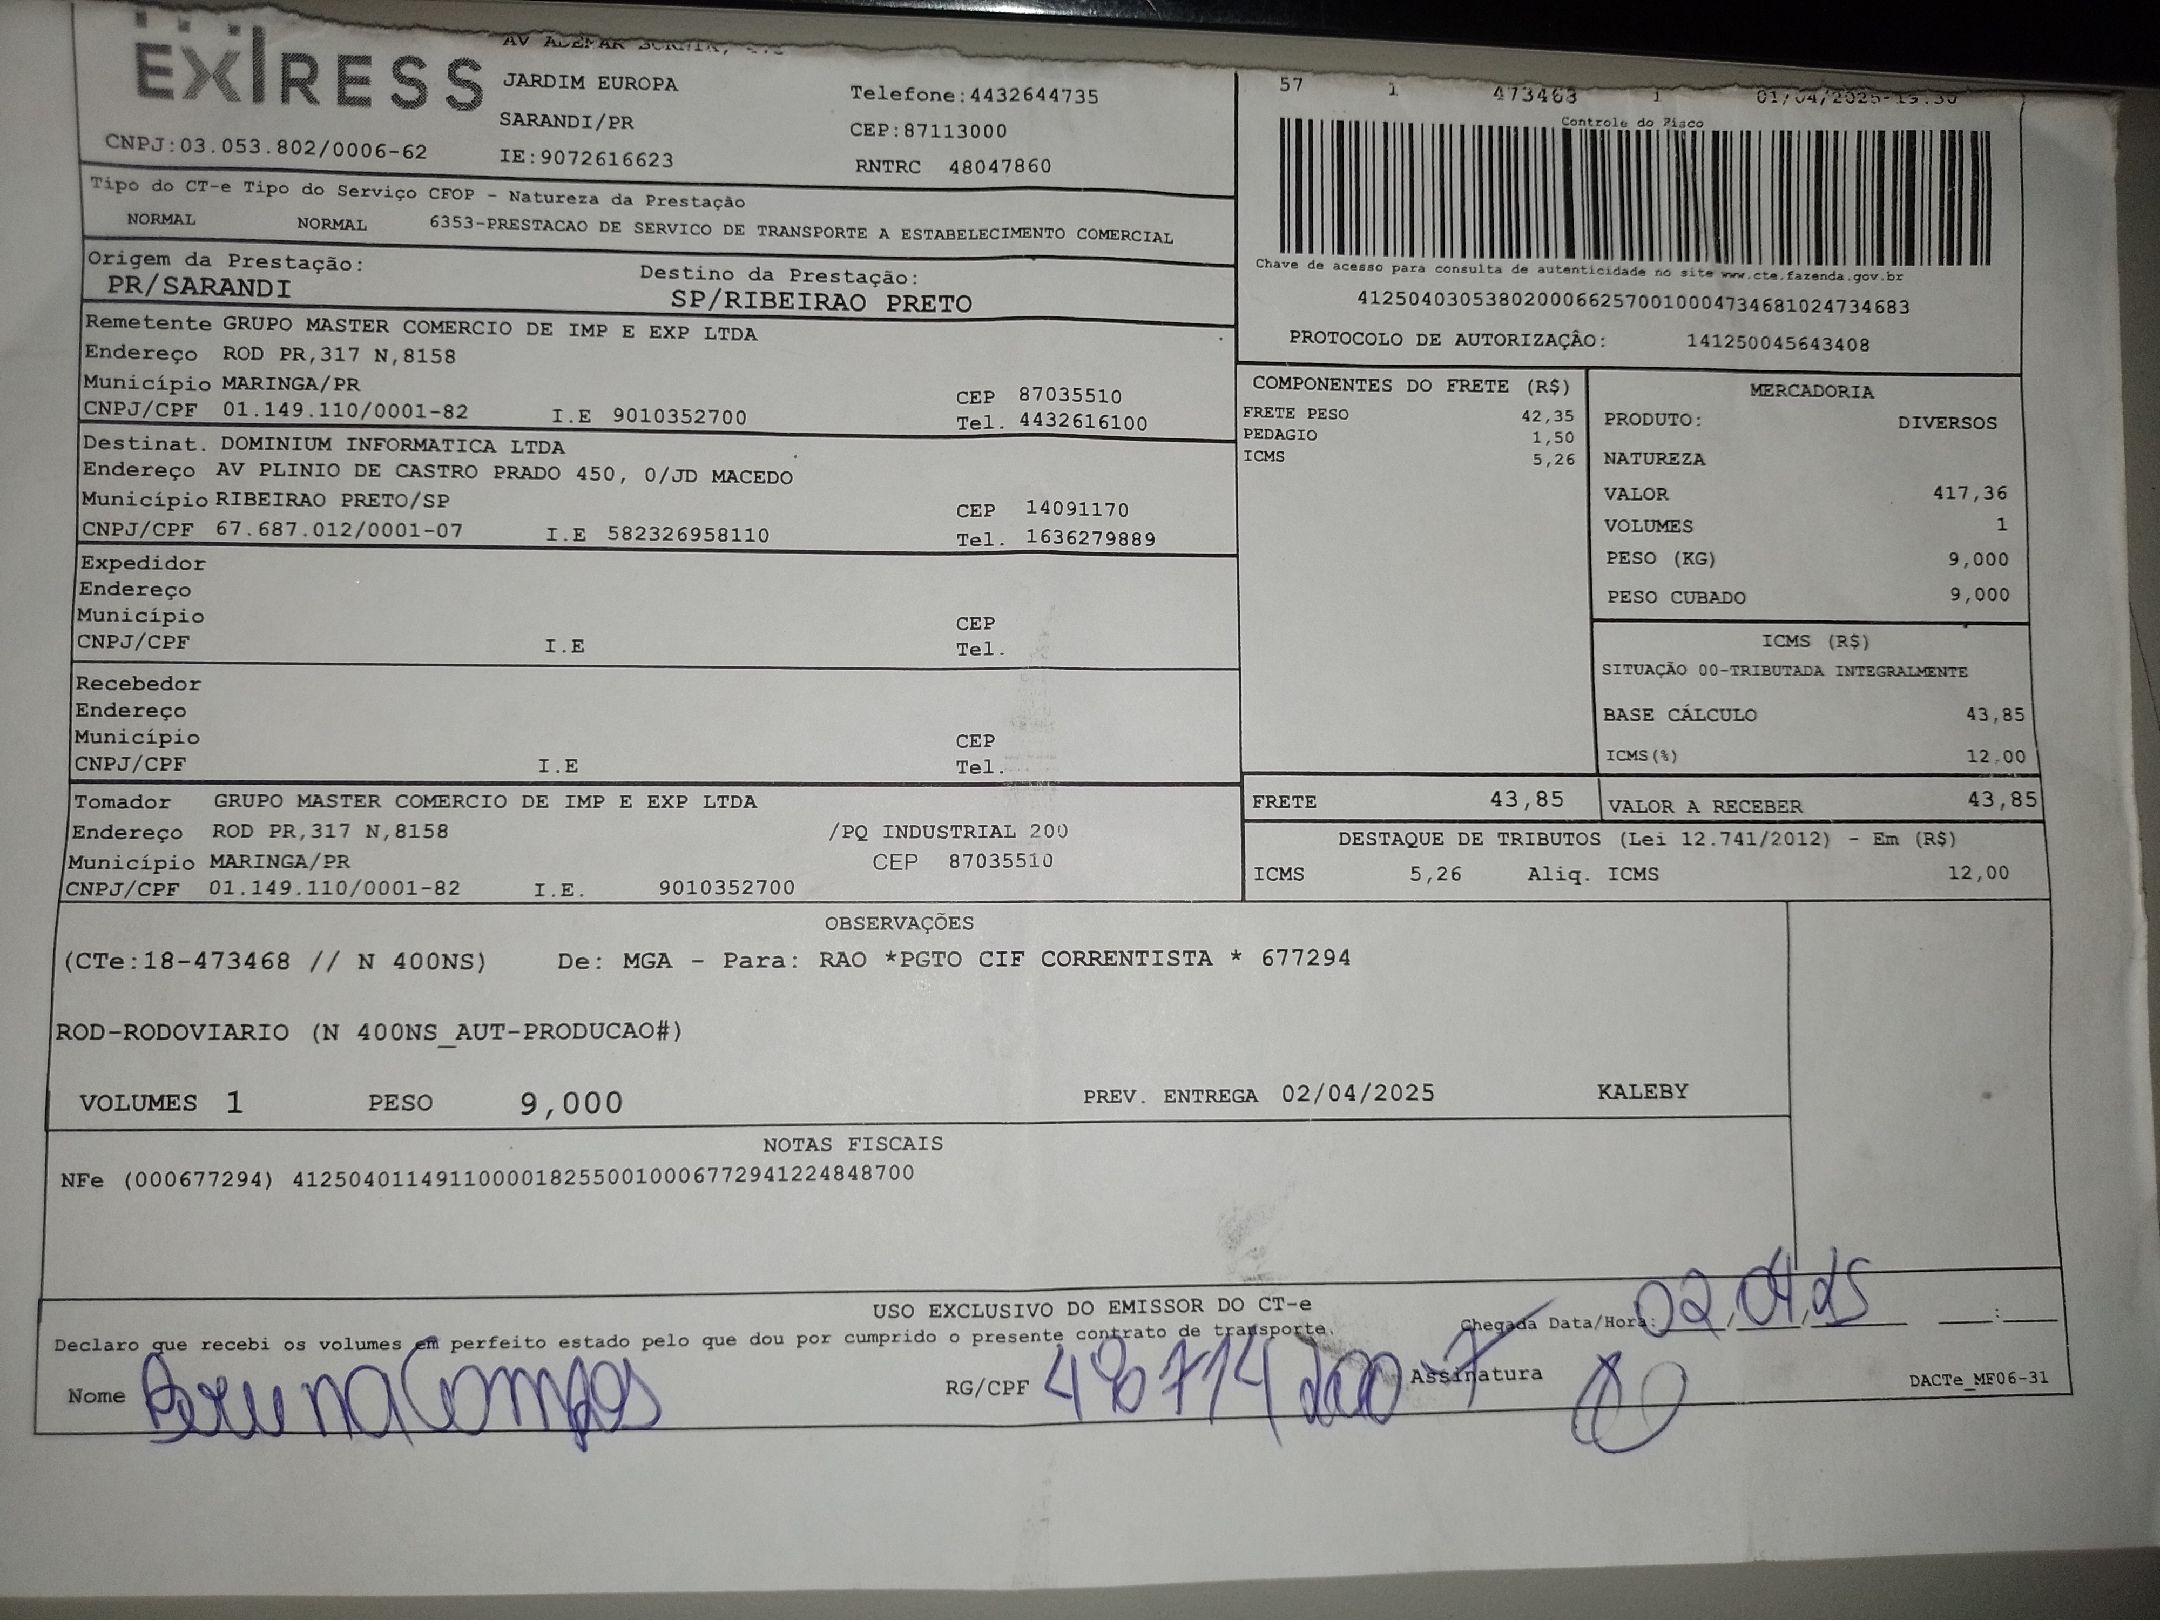 EXPRESS
JARDIM EUROPA
SARANDI/PR
CNPJ:03.053.802/0006-62 IE:9072616623
Telefone:4432644735
CEP:87113000
RNTRC 48047860
57 1 1
Controle do Fisco
Chave de acesso para consulta de autenticidade no site www.cte.fazenda.gov.br
41250403053802000662570010004734681024734683
PROTOCOLO DE AUTORIZAÇÂO: 141250045643408
Tipo do CT-e Tipo do Serviço CFOP - Natureza da Prestação
NORMAL NORMAL 6353-PRESTACAO DE SERVICO DE TRANSPORTE A ESTABELECIMENTO COMERCIAL
Origem da Prestação: Destino da Prestação:
PR/SARANDI SP/RIBEIRAO PRETO
Remetente GRUPO MASTER COMERCIO DE IMP E EXP LTDA
Endereço ROD PR,317 N,8158
Município MARINGA/PR CEP 87035510
CNPJ/CPF 01.149.110/0001-82 I.E 9010352700 Tel. 4432616100
Destinat. DOMINIUM INFORMATICA LTDA
Endereço AV PLINIO DE CASTRO PRADO 450, 0/JD MACEDO
Município RIBEIRAO PRETO/SP CEP 14091170
CNPJ/CPF 67.687.012/0001-07 I.E 582326958110 Tel. 1636279889
Expedidor
Endereço
Município CEP
CNPJ/CPF I.E Tel.
Recebedor
Endereço
Município CEP
CNPJ/CPF I.E Tel.
Tomador GRUPO MASTER COMERCIO DE IMP E EXP LTDA
Endereço ROD PR,317 N,8158 /PQ INDUSTRIAL 200
Município MARINGA/PR CEP 87035510
CNPJ/CPF 01.149.110/0001-82 I.E. 9010352700
COMPONENTES DO FRETE (R$)
FRETE PESO 42,35
PEDAGIO 1,50
ICMS 5,26
MERCADORIA
PRODUTO: DIVERSOS
NATUREZA
VALOR 417,36
VOLUMES 1
PESO (KG) 9,000
PESO CUBADO 9,000
ICMS (R$)
SITUAÇÃO 00-TRIBUTADA INTEGRALMENTE
BASE CÁLCULO 43,85
ICMS(%) 12,00
FRETE 43,85 VALOR A RECEBER 43,85
DESTAQUE DE TRIBUTOS (Lei 12.741/2012) - Em (R$)
ICMS 5,26 Aliq. ICMS 12,00
OBSERVAÇÕES
(CTe:18-473468 // N 400NS) De: MGA - Para: RAO *PGTO CIF CORRENTISTA * 677294
ROD-RODOVIARIO (N 400NS_AUT-PRODUCAO#)
VOLUMES 1 PESO 9,000 PREV. ENTREGA 02/04/2025 KALEBY
NOTAS FISCAIS
NFe (000677294) 41250401149110000182550010006772941224848700
USO EXCLUSIVO DO EMISSOR DO CT-e
Declaro que recebi os volumes em perfeito estado pelo que dou por cumprido o presente contrato de transporte. Chegada Data/Hora: 02,04,25 :
Nome Bruna Campos RG/CPF Assinatura DACTe_MF06-31